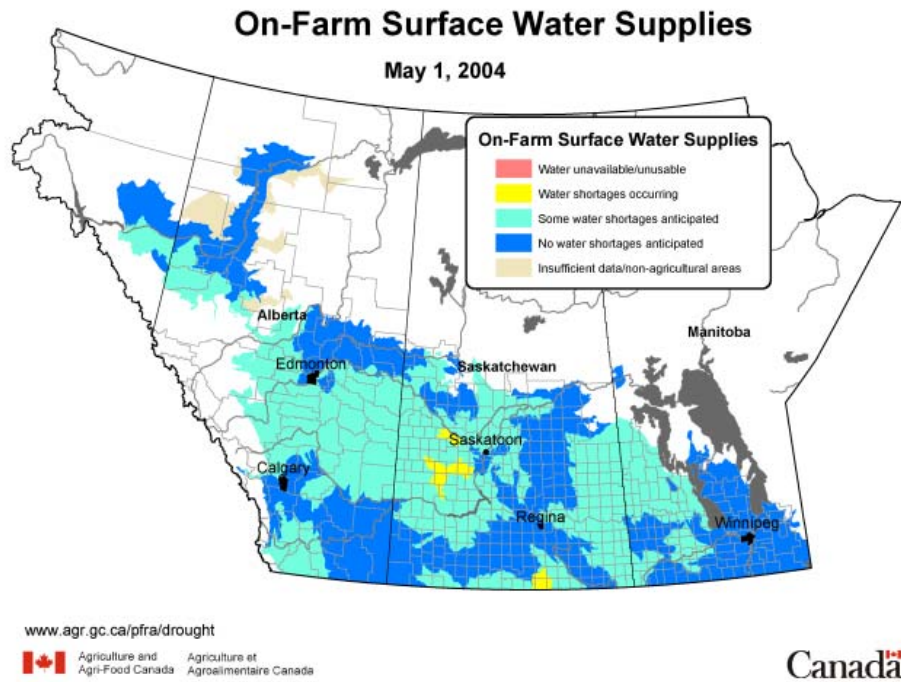 On-Farm Surface Water Supplies
May 1, 2004
On-Farm Surface Water Supplies
Water unavailable/unusable
Water shortages occurring
Some water shortages anticipated
No water shortages anticipated
Insufficient data/non-agricultural areas
Alberta
Manitoba
Edmonton
Saskatchewan
Saskatoon
Calgary
Regina
Winnipeg
www.agr.gc.ca/pfra/drought
Agriculture and Agriculture et
Agri-Food Canada Agroalimentaire Canada
Canada